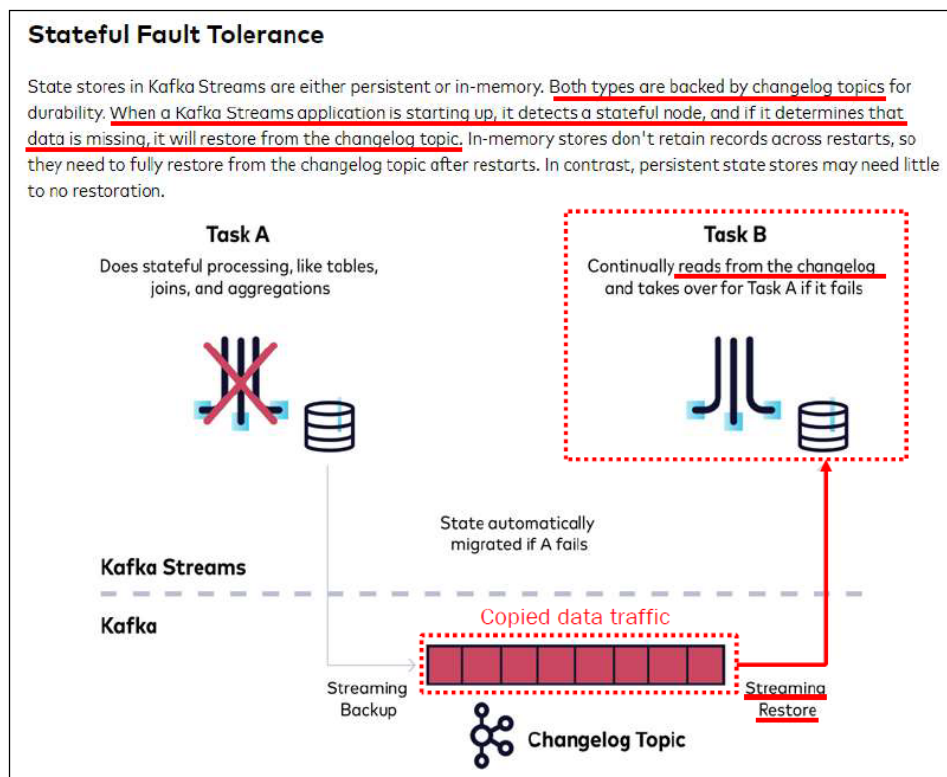 Stateful Fault Tolerance
State stores in Kafka Streams are either persistent or in-memory. Both types are backed by changelog topics for
durability. When a Kafka Streams application is starting up, it detects a stateful node, and if it determines that
data is missing, it will restore from the changelog topic. In-memory stores don't retain records across restarts, so
they need to fully restore from the changelog topic after restarts. In contrast, persistent state stores may need little
to no restoration.
Task A
Does stateful processing, like tables,
joins, and aggregations
Task B
Continually reads from the changelog
and takes over for Task A if it fails
State automatically
migrated if A fails
Kafka Streams
Kafka
Copied data traffic
Streaming
Backup
Streaming
Restore
Changelog Topic